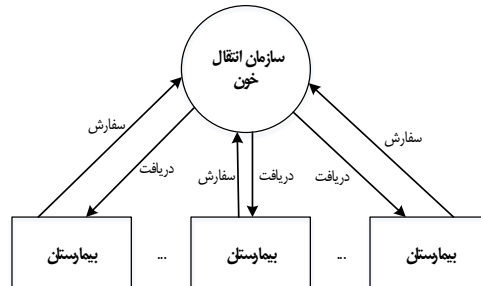 سازمان انتقال
خون
سفارش
سفارش
دریافت
سفارش
دریافت
دریافت
بیمارستان
...
بیمارستان
...
بیمارستان